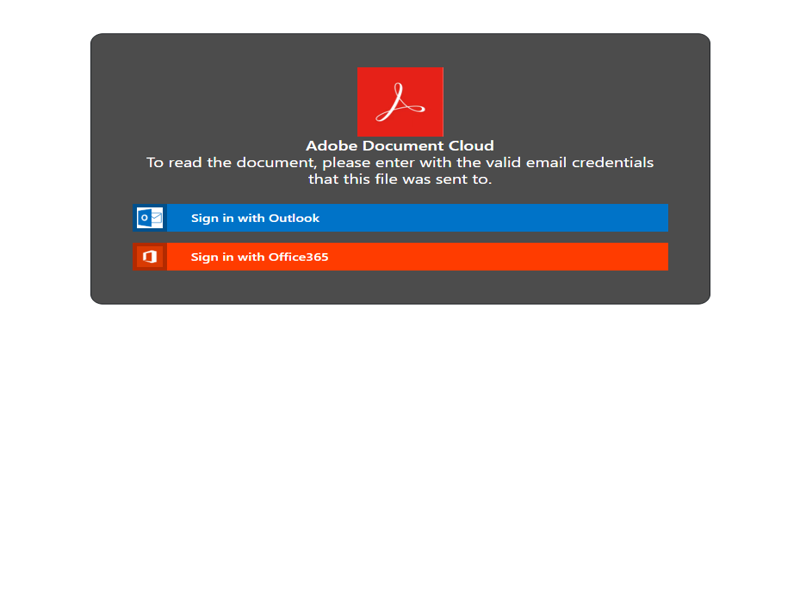 Adobe Document Cloud
To read the document, please enter with the valid email credentials
that this file was sent to.
Sign in with Outlook
Sign in with Office365